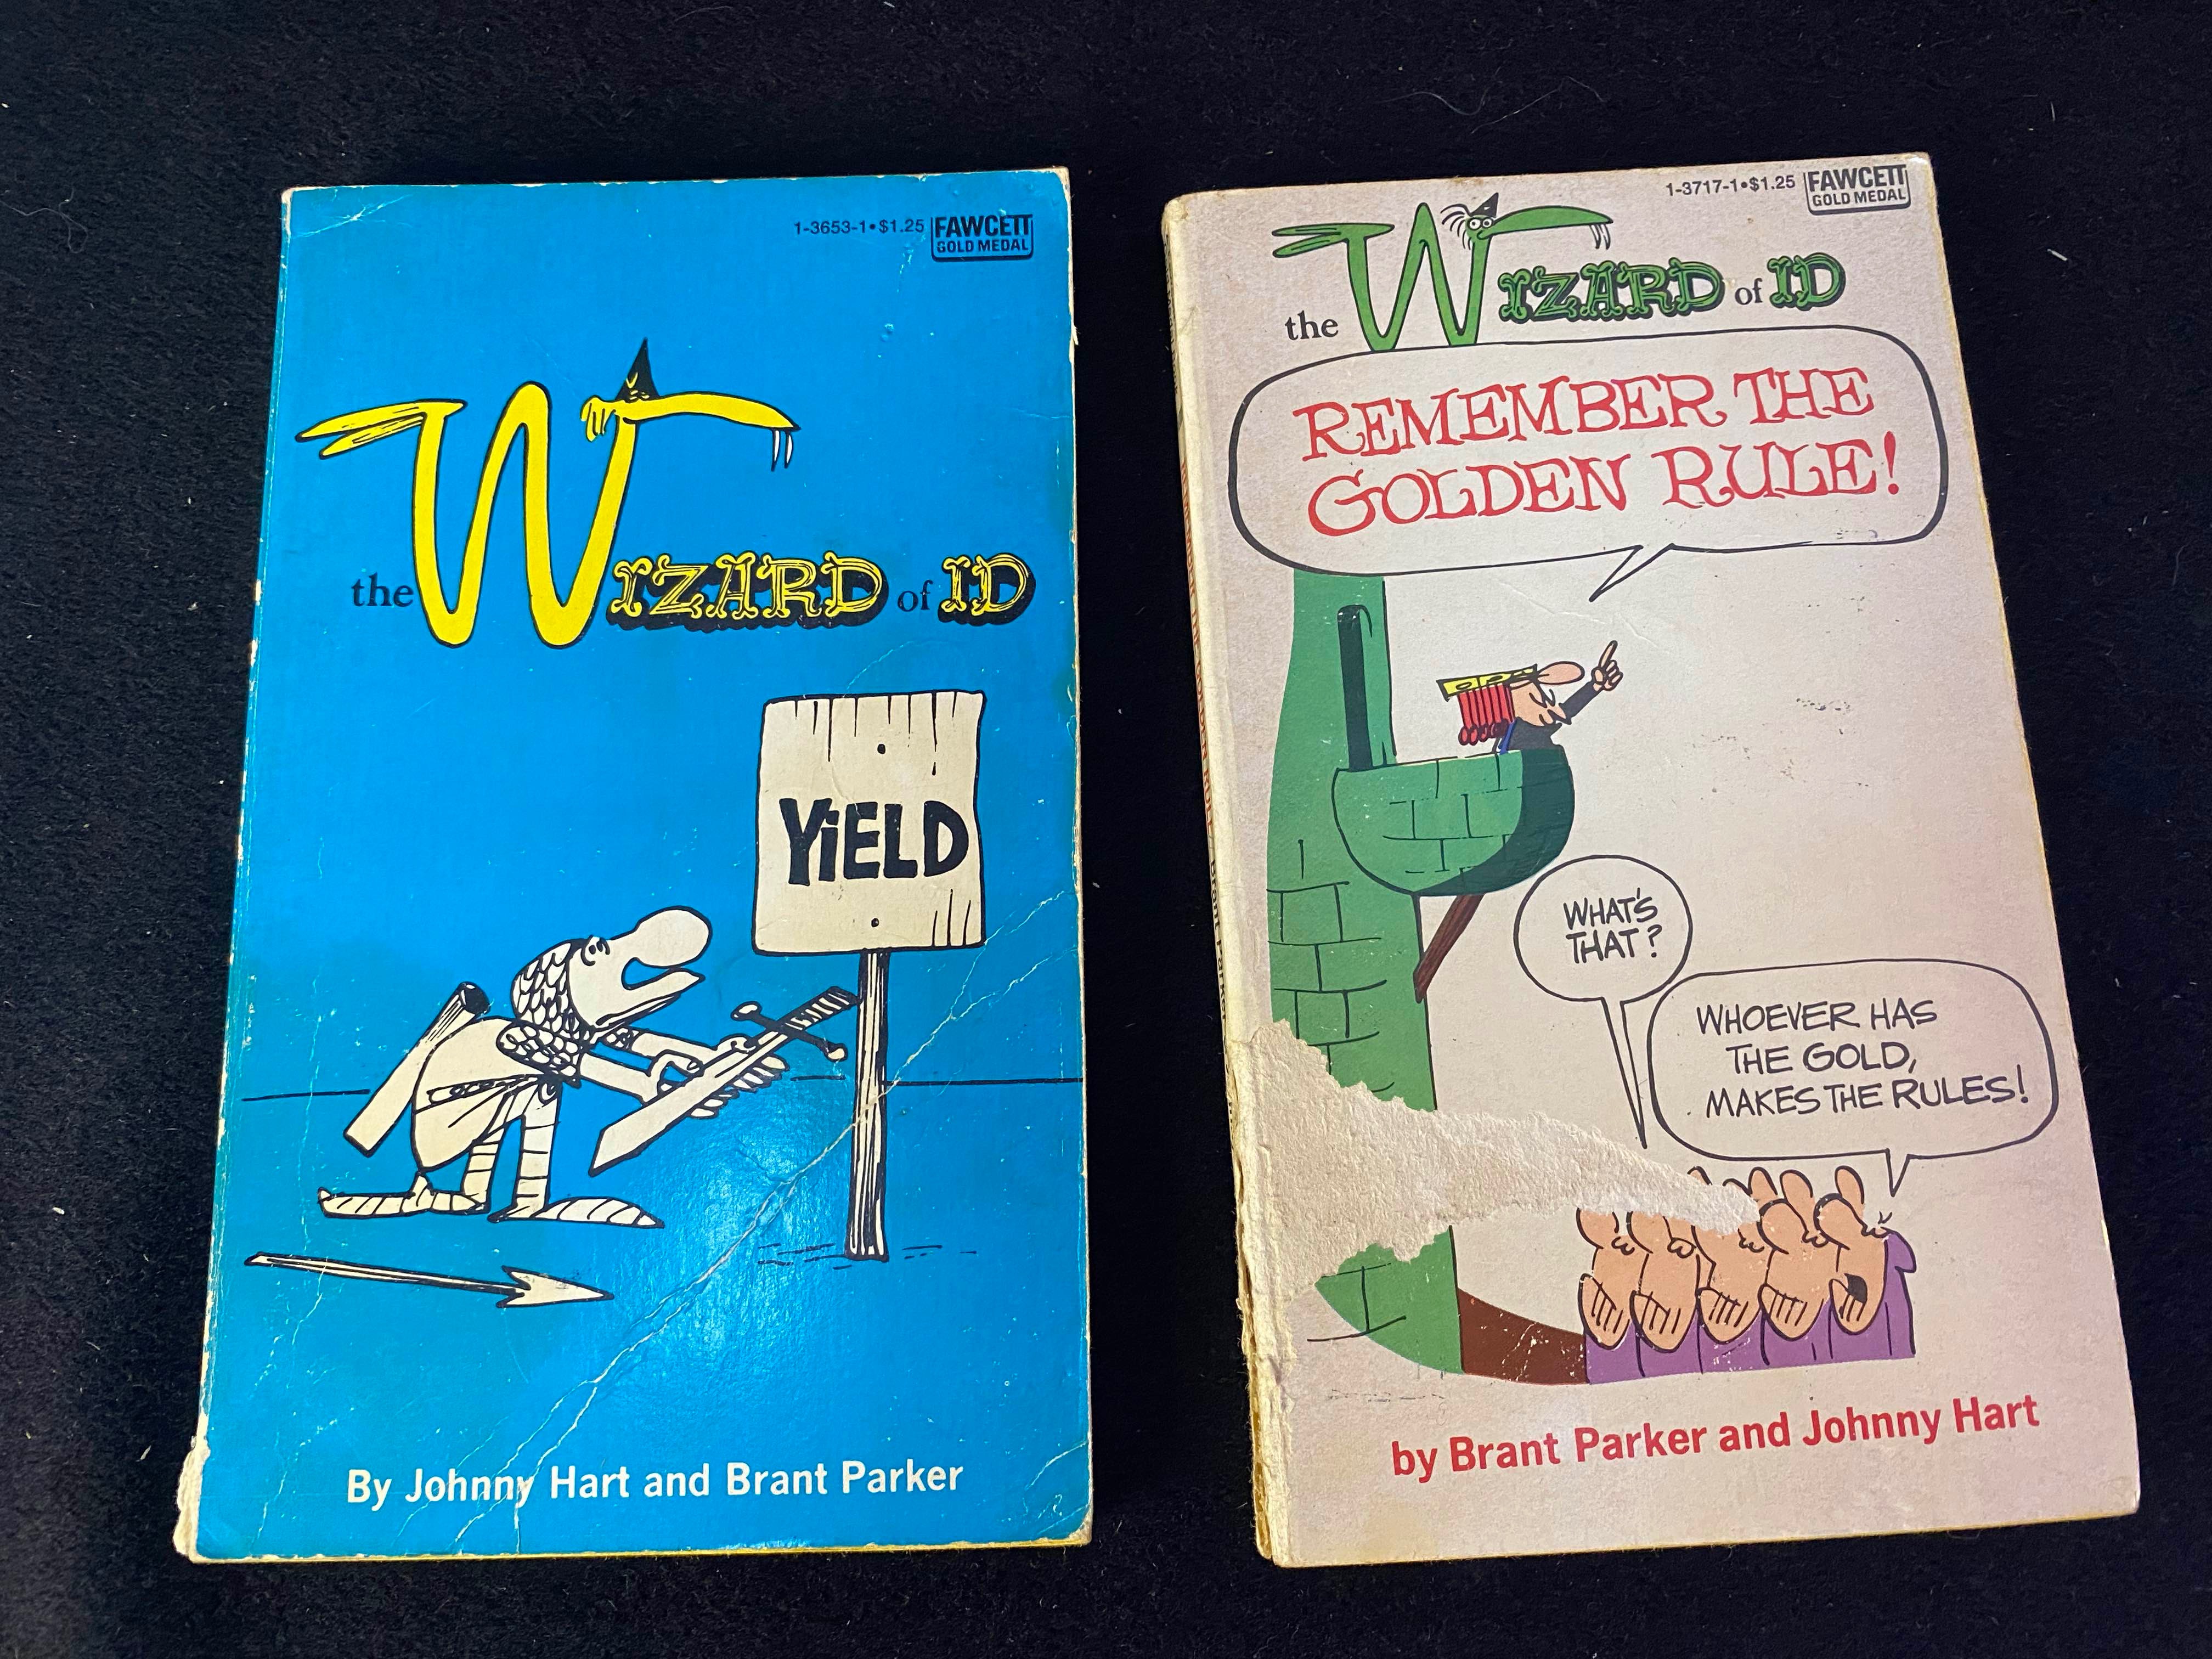 1-3653-1•$1.25 FAWCETT
GOLD MEDAL
the WIZARD of ID
YiELD
By Johnny Hart and Brant Parker
1-3717-1•$1.25 FAWCETT
GOLD MEDAL
the WIZARD of ID
REMEMBER THE
GOLDEN RULE!
WHAT'S
THAT?
WHOEVER HAS
THE GOLD,
MAKES THE RULES!
by Brant Parker and Johnny Hart